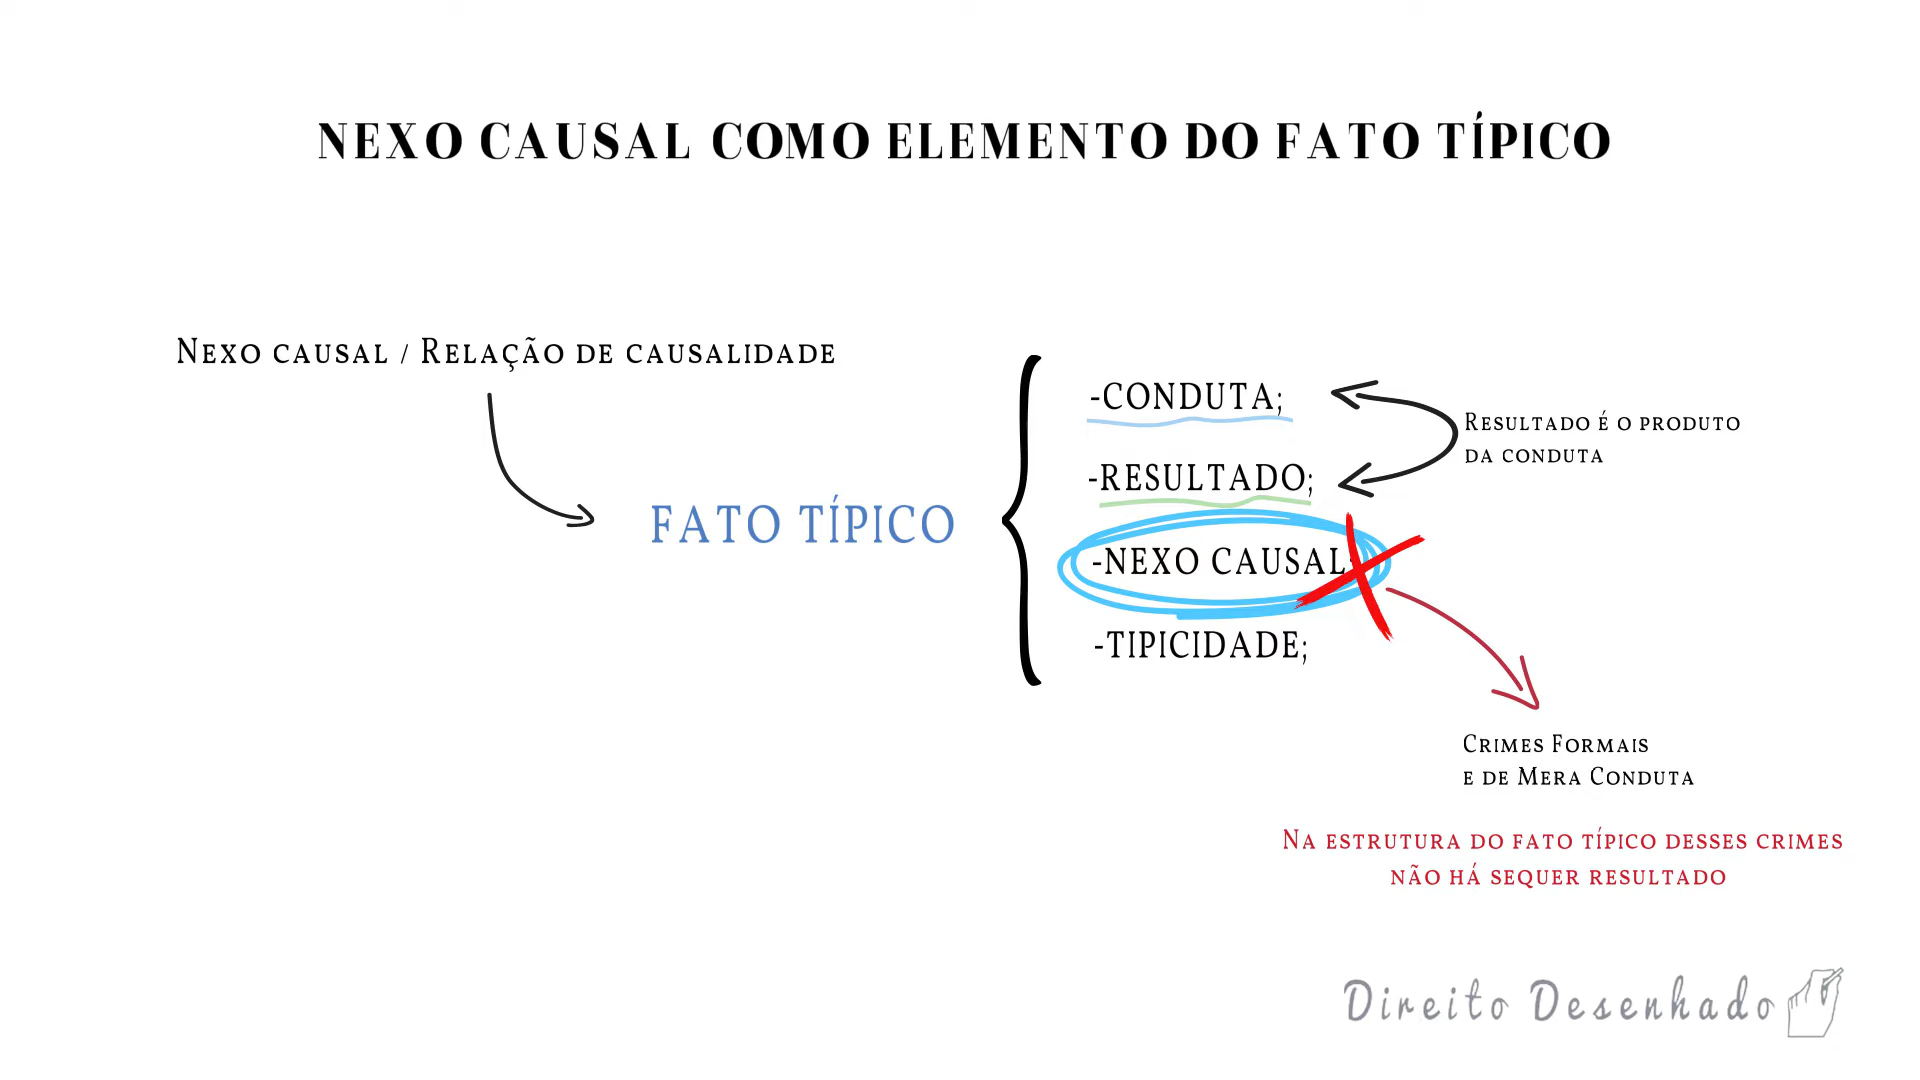 NEXO CAUSAL COMO ELEMENTO DO FATO TÍPICO
Nexo causal / Relação de causalidade
FATO TÍPICO
-CONDUTA;
-RESULTADO;
-NEXO CAUSAL;
-TIPICIDADE;
Resultado é o produto
da conduta
Crimes Formais
e de Mera Conduta
Na estrutura do fato típico desses crimes
não há sequer resultado
Direito Desenhado